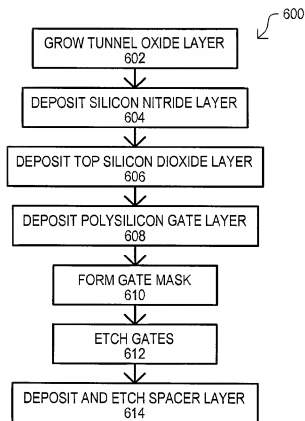 600
GROW TUNNEL OXIDE LAYER
602
DEPOSIT SILICON NITRIDE LAYER
604
DEPOSIT TOP SILICON DIOXIDE LAYER
606
DEPOSIT POLYSILICON GATE LAYER
608
FORM GATE MASK
610
ETCH GATES
612
DEPOSIT AND ETCH SPACER LAYER
614